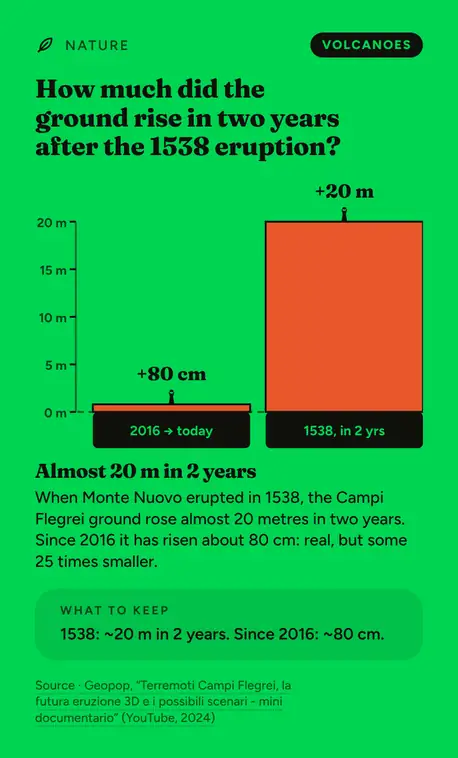 NATURE
VOLCANOES
How much did the
ground rise in two years
after the 1538 eruption?
+20 m
20 m
15 m
10 m
5 m
0 m
+80 cm
2016 → today
1538, in 2 yrs
Almost 20 m in 2 years
When Monte Nuovo erupted in 1538, the Campi
Flegrei ground rose almost 20 metres in two years.
Since 2016 it has risen about 80 cm: real, but some
25 times smaller.
WHAT TO KEEP
1538: ~20 m in 2 years. Since 2016: ~80 cm.
Source · Geopop, “Terremoti Campi Flegrei, la
futura eruzione 3D e i possibili scenari - mini
documentario” (YouTube, 2024)